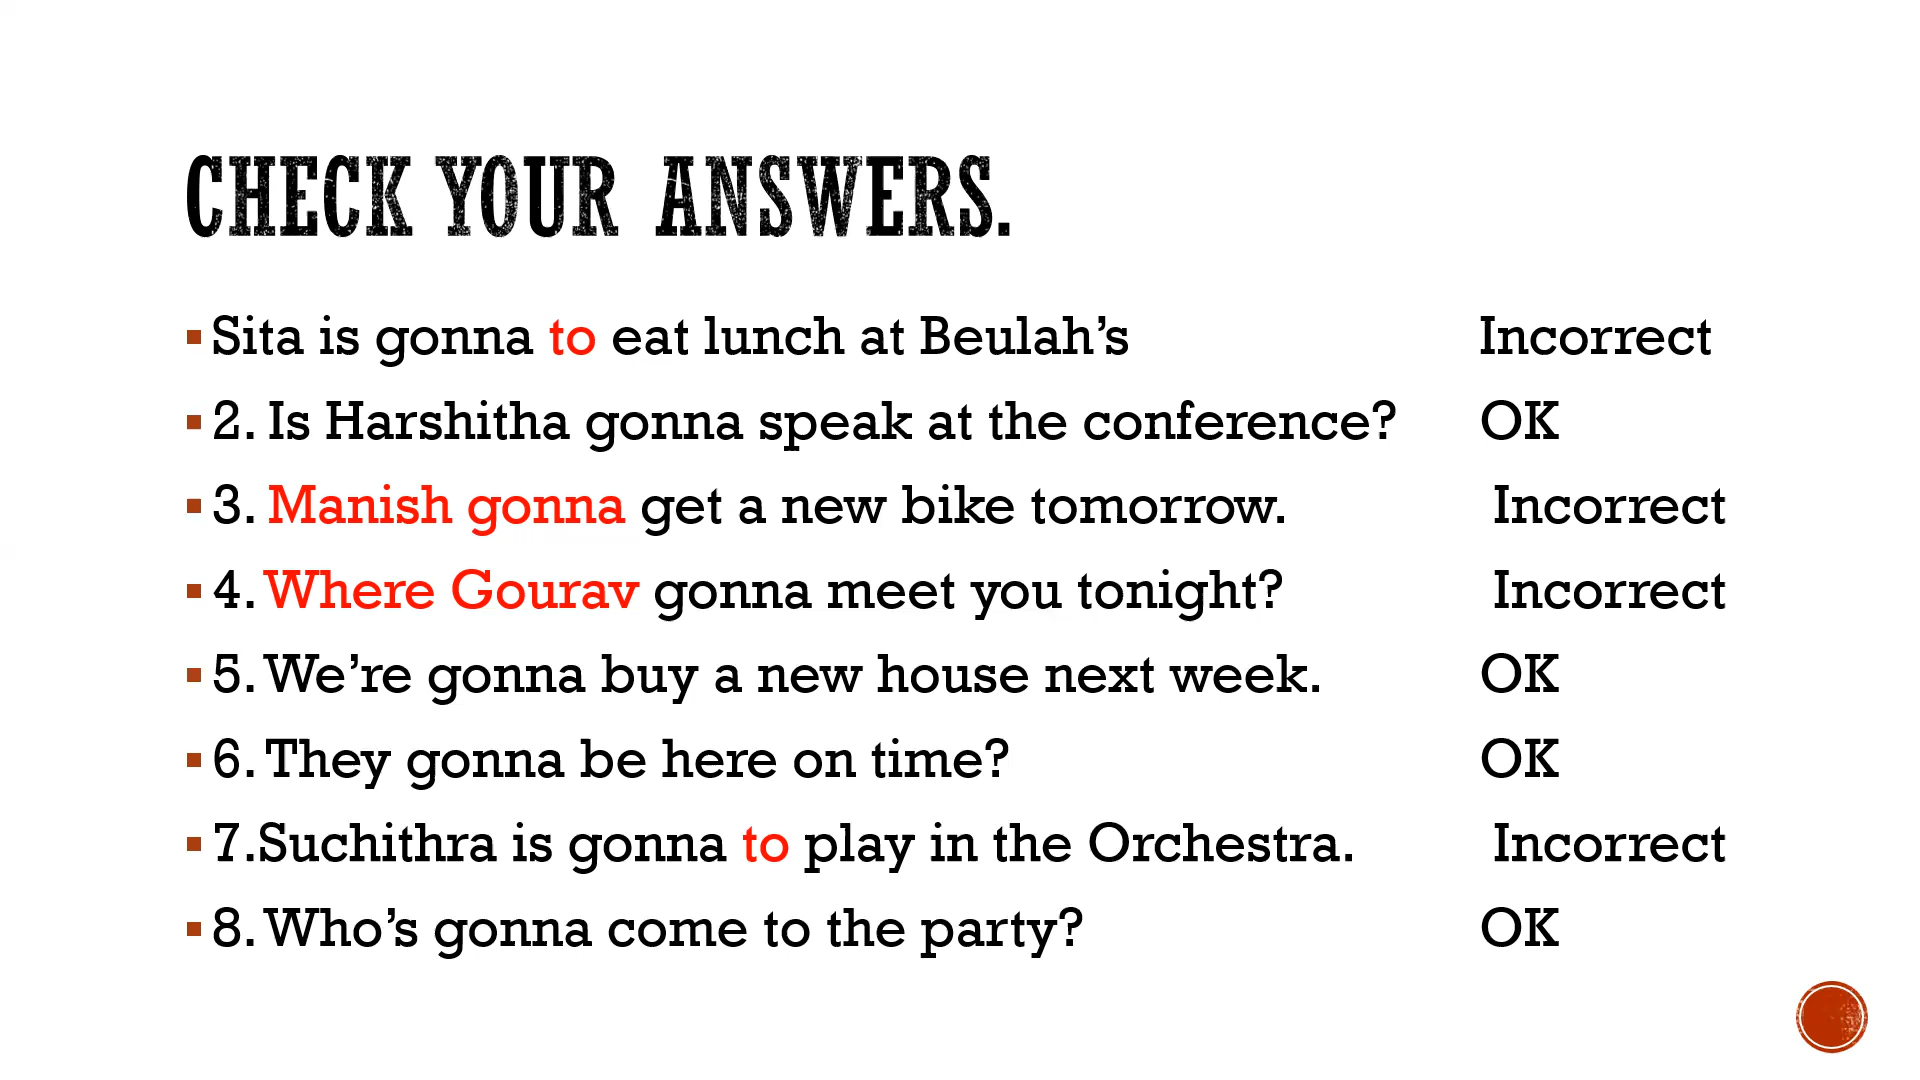 CHECK YOUR ANSWERS.
Sita is gonna to eat lunch at Beulah's Incorrect
2. Is Harshitha gonna speak at the conference? OK
3. Manish gonna get a new bike tomorrow. Incorrect
4. Where Gourav gonna meet you tonight? Incorrect
5. We're gonna buy a new house next week. OK
6. They gonna be here on time? OK
7.Suchithra is gonna to play in the Orchestra. Incorrect
8. Who's gonna come to the party? OK